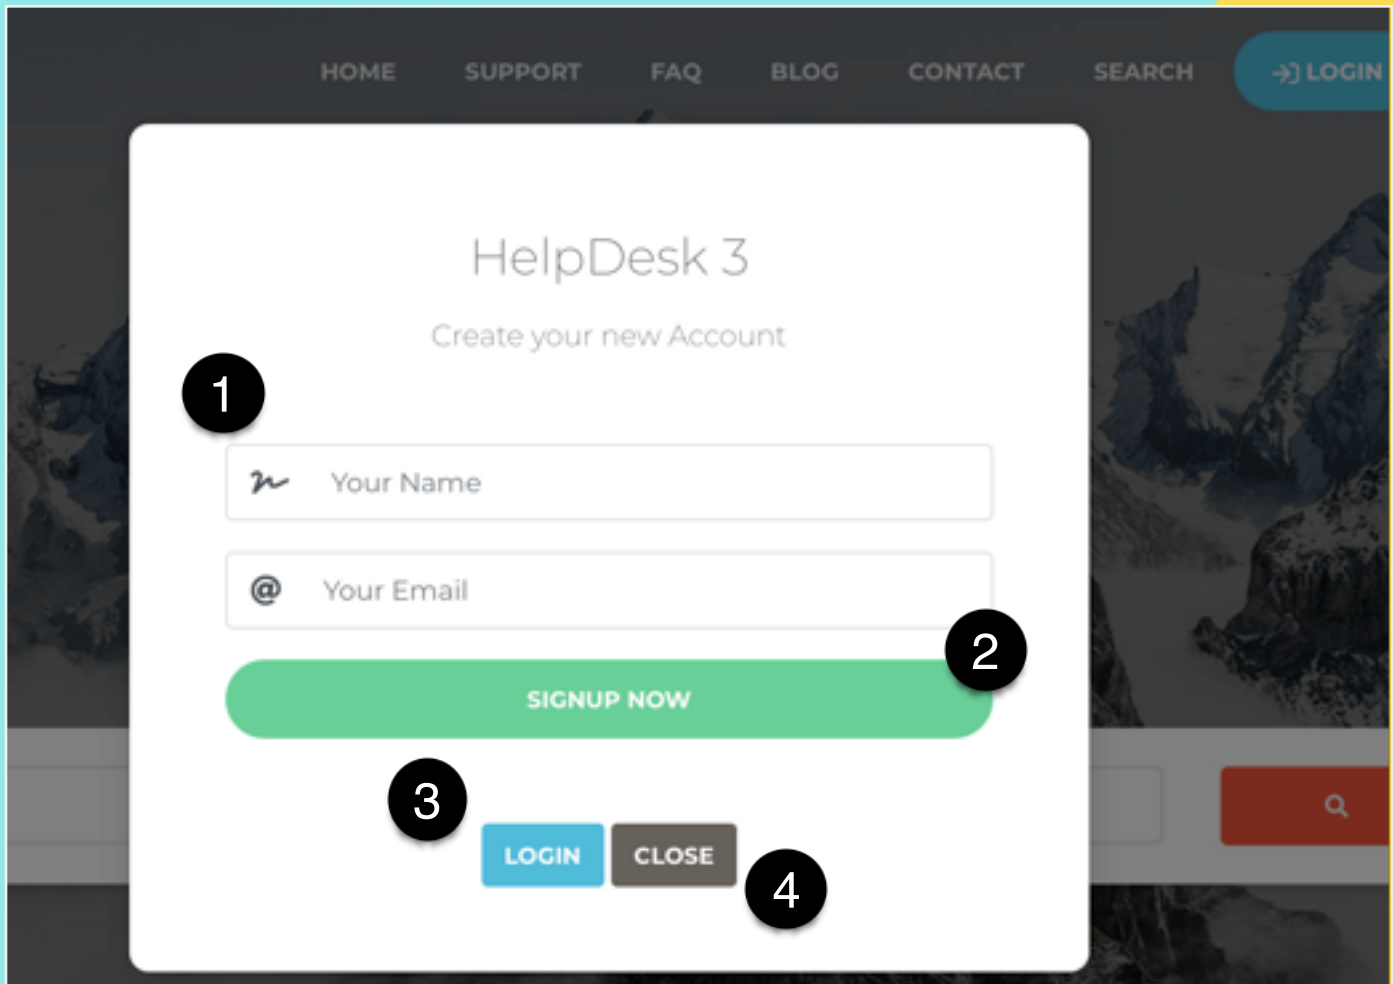 HOME SUPPORT FAQ BLOG CONTACT SEARCH LOGIN
HelpDesk 3
Create your new Account
1
Your Name
@ Your Email
2
SIGNUP NOW
3
LOGIN CLOSE
4